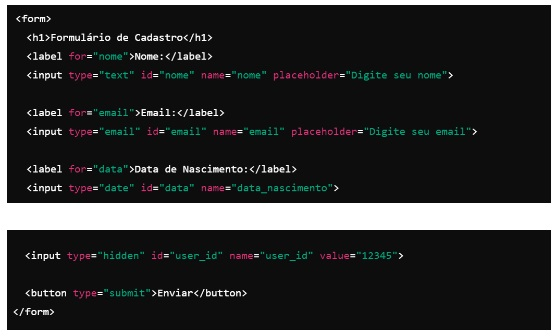 <form>
<h1>Formulário de Cadastro</h1>
<label for="nome">Nome:</label>
<input type="text" id="nome" name="nome" placeholder="Digite seu nome">
<label for="email">Email:</label>
<input type="email" id="email" name="email" placeholder="Digite seu email">
<label for="data">Data de Nascimento:</label>
<input type="date" id="data" name="data_nascimento">
<input type="hidden" id="user_id" name="user_id" value="12345">
<button type="submit">Enviar</button>
</form>